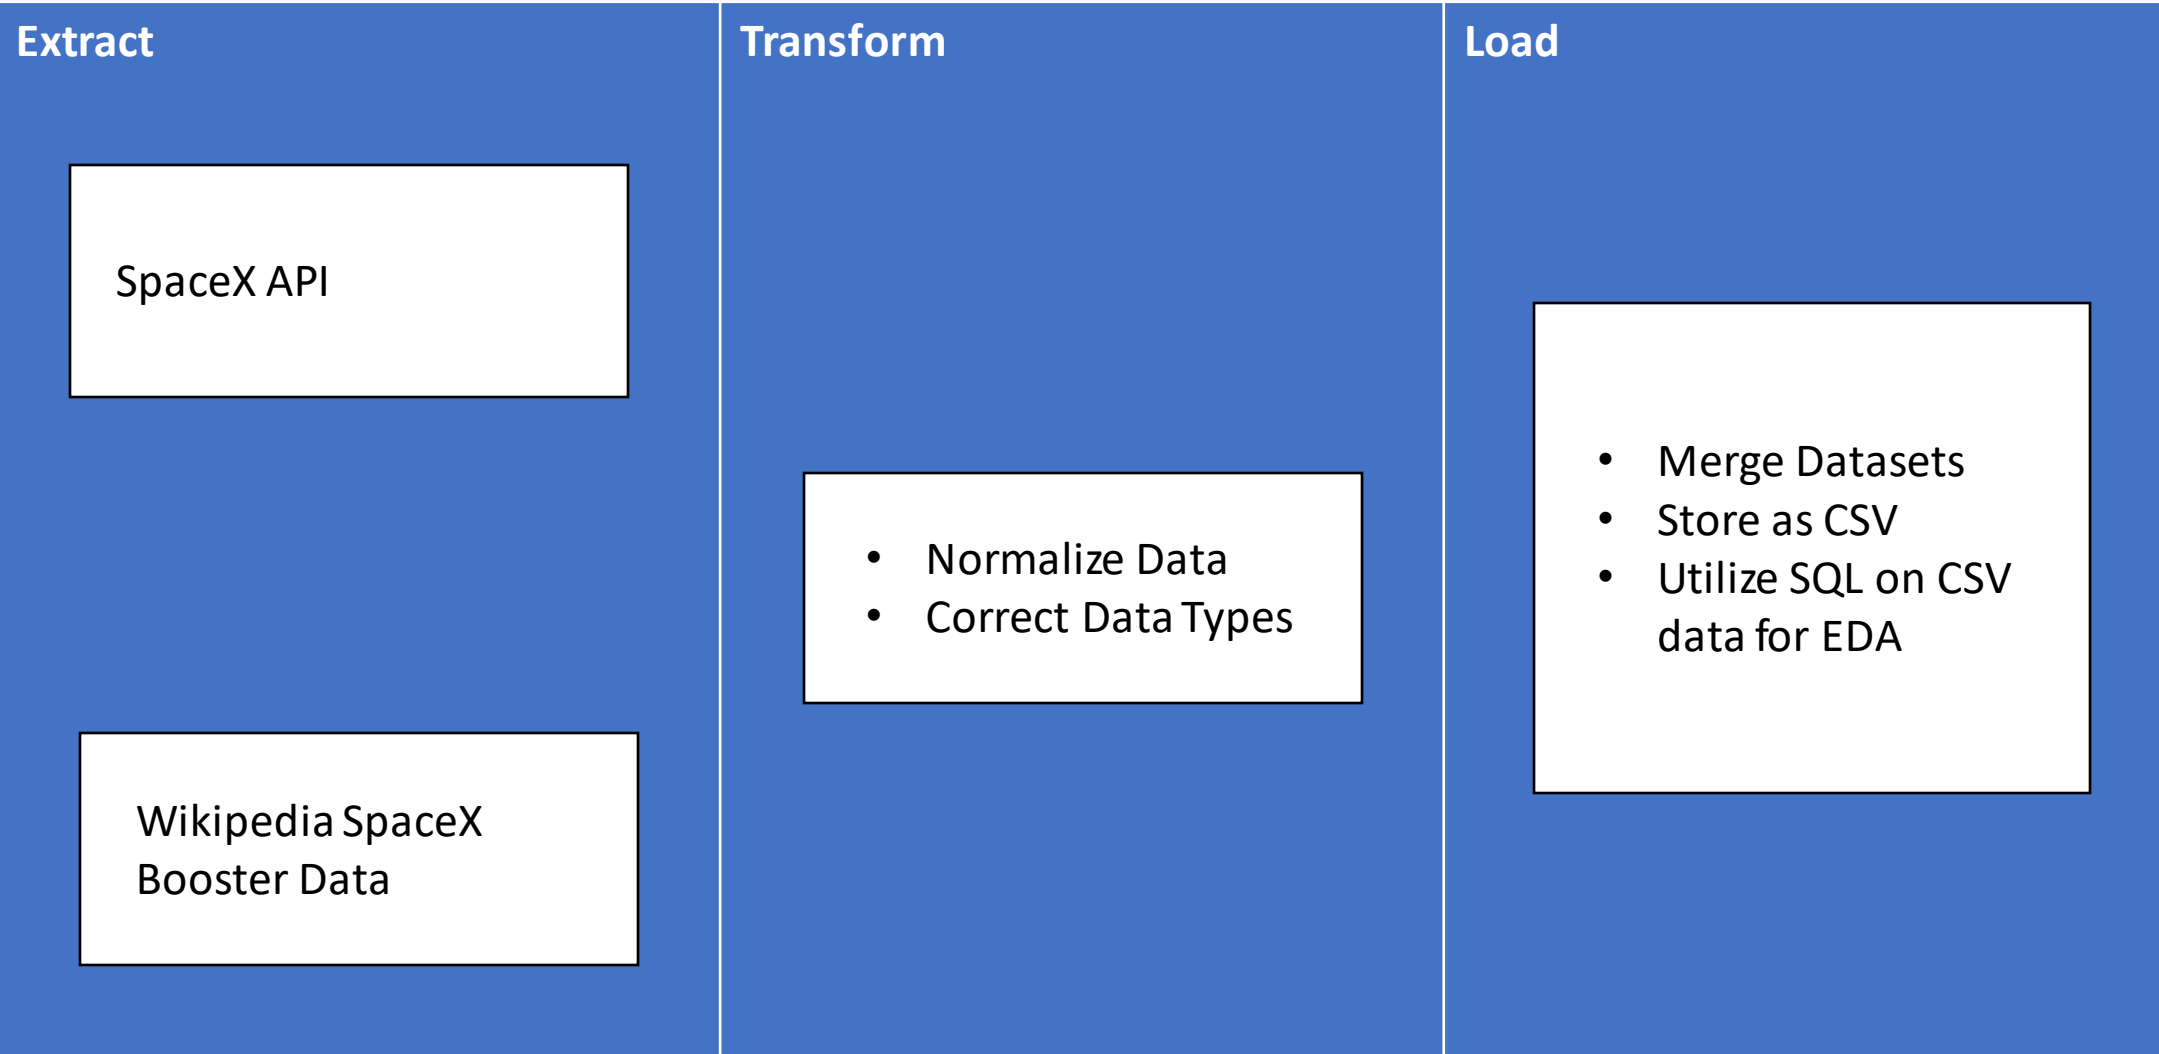 Extract
SpaceX API
Wikipedia SpaceX
Booster Data
Transform
• Normalize Data
• Correct Data Types
Load
• Merge Datasets
• Store as CSV
• Utilize SQL on CSV
data for EDA